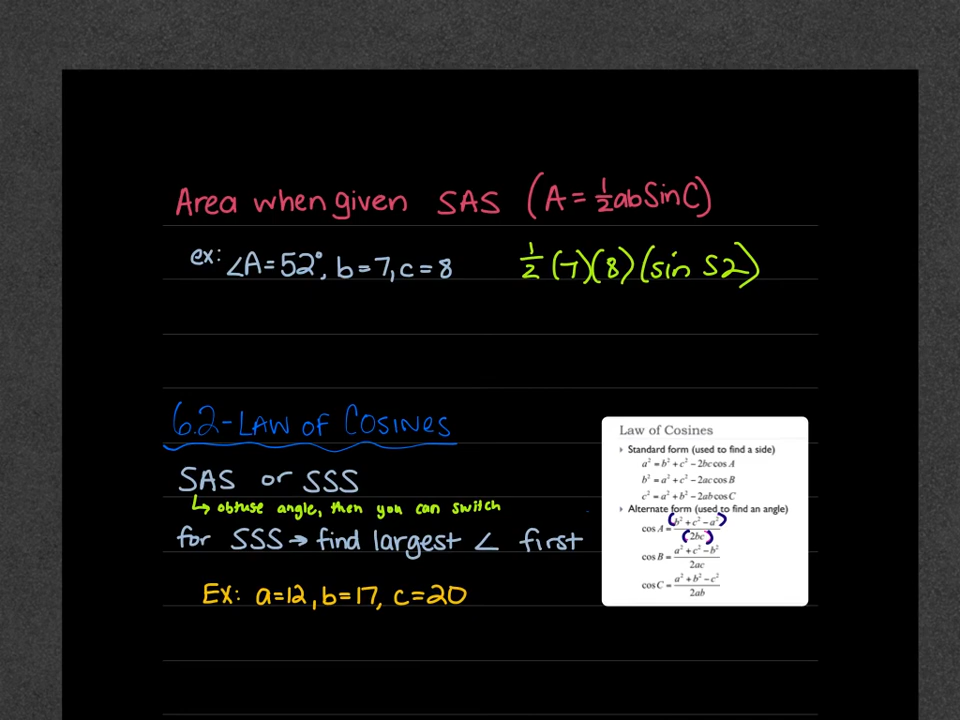 Area when given SAS (A = ½abSinC)
ex: ∠A=52°, b=7, c=8 ½(7)(8)(sin 52)
6.2-LAW OF COSINES
SAS or SSS
↳ obtuse angle, then you can switch
for SSS → find largest ∠ first
Ex: a=12, b=17, c=20
Law of Cosines
Standard form (used to find a side)
a² = b² + c² − 2bc cos A
b² = a² + c² − 2ac cos B
c² = a² + b² − 2ab cos C
Alternate form (used to find an angle)
cos A = (b² + c² − a²) / (2bc)
cos B = a² + c² − b² / 2ac
cos C = a² + b² − c² / 2ab